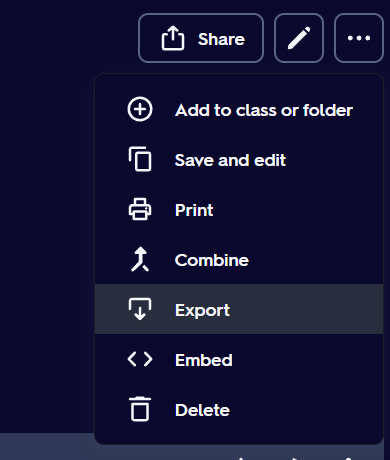 Share
Add to class or folder
Save and edit
Print
Combine
Export
Embed
Delete